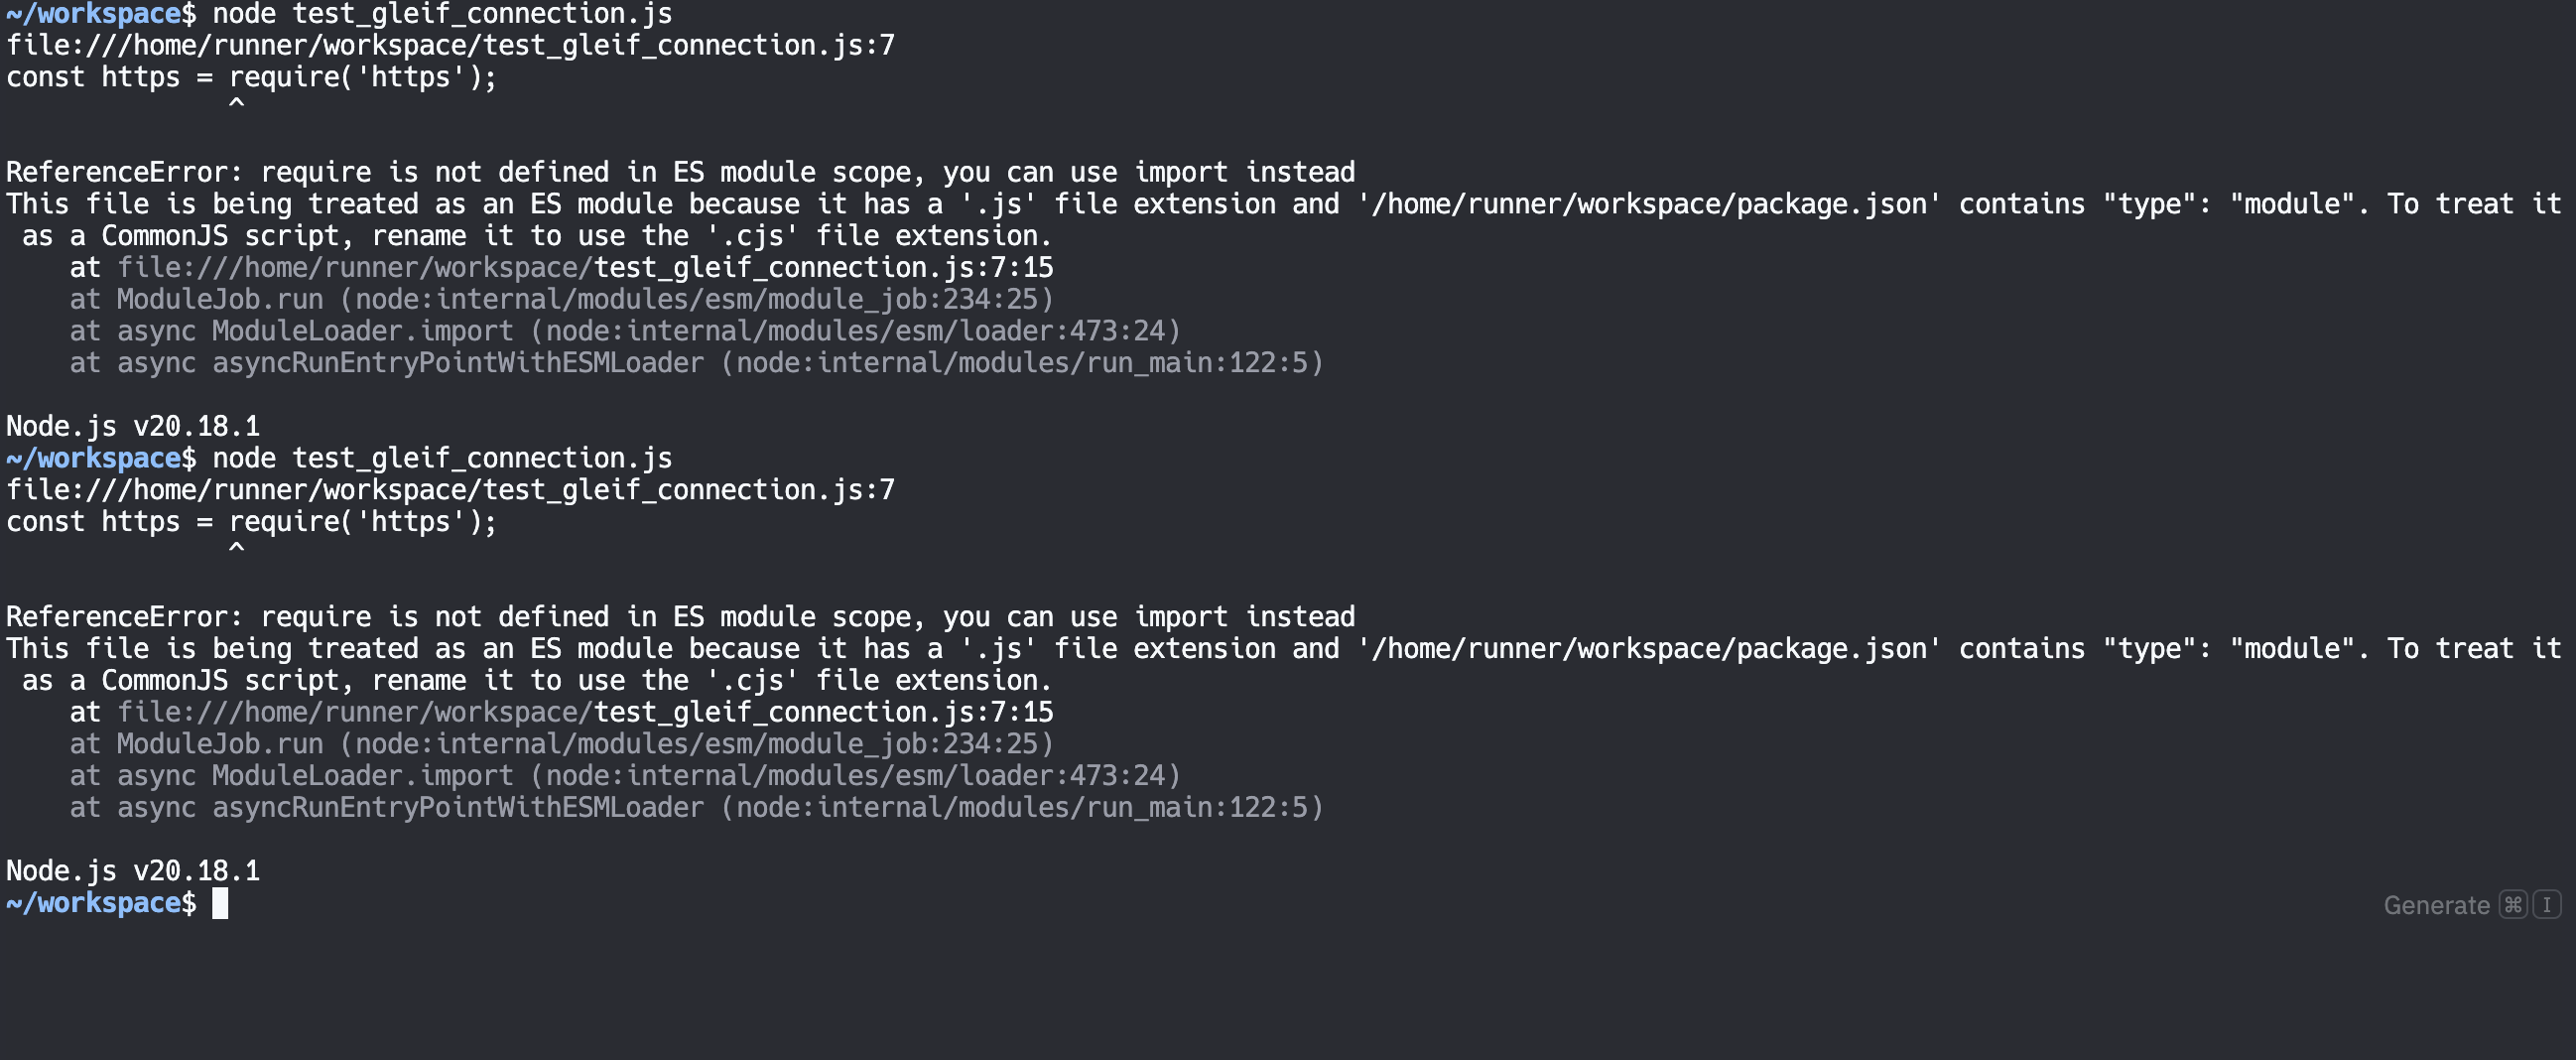 ~/workspace$ node test_gleif_connection.js
file:///home/runner/workspace/test_gleif_connection.js:7
const https = require('https');
              ^

ReferenceError: require is not defined in ES module scope, you can use import instead
This file is being treated as an ES module because it has a '.js' file extension and '/home/runner/workspace/package.json' contains "type": "module". To treat it
 as a CommonJS script, rename it to use the '.cjs' file extension.
    at file:///home/runner/workspace/test_gleif_connection.js:7:15
    at ModuleJob.run (node:internal/modules/esm/module_job:234:25)
    at async ModuleLoader.import (node:internal/modules/esm/loader:473:24)
    at async asyncRunEntryPointWithESMLoader (node:internal/modules/run_main:122:5)

Node.js v20.18.1
~/workspace$ node test_gleif_connection.js
file:///home/runner/workspace/test_gleif_connection.js:7
const https = require('https');
              ^

ReferenceError: require is not defined in ES module scope, you can use import instead
This file is being treated as an ES module because it has a '.js' file extension and '/home/runner/workspace/package.json' contains "type": "module". To treat it
 as a CommonJS script, rename it to use the '.cjs' file extension.
    at file:///home/runner/workspace/test_gleif_connection.js:7:15
    at ModuleJob.run (node:internal/modules/esm/module_job:234:25)
    at async ModuleLoader.import (node:internal/modules/esm/loader:473:24)
    at async asyncRunEntryPointWithESMLoader (node:internal/modules/run_main:122:5)

Node.js v20.18.1
~/workspace$
Generate ⌘ I